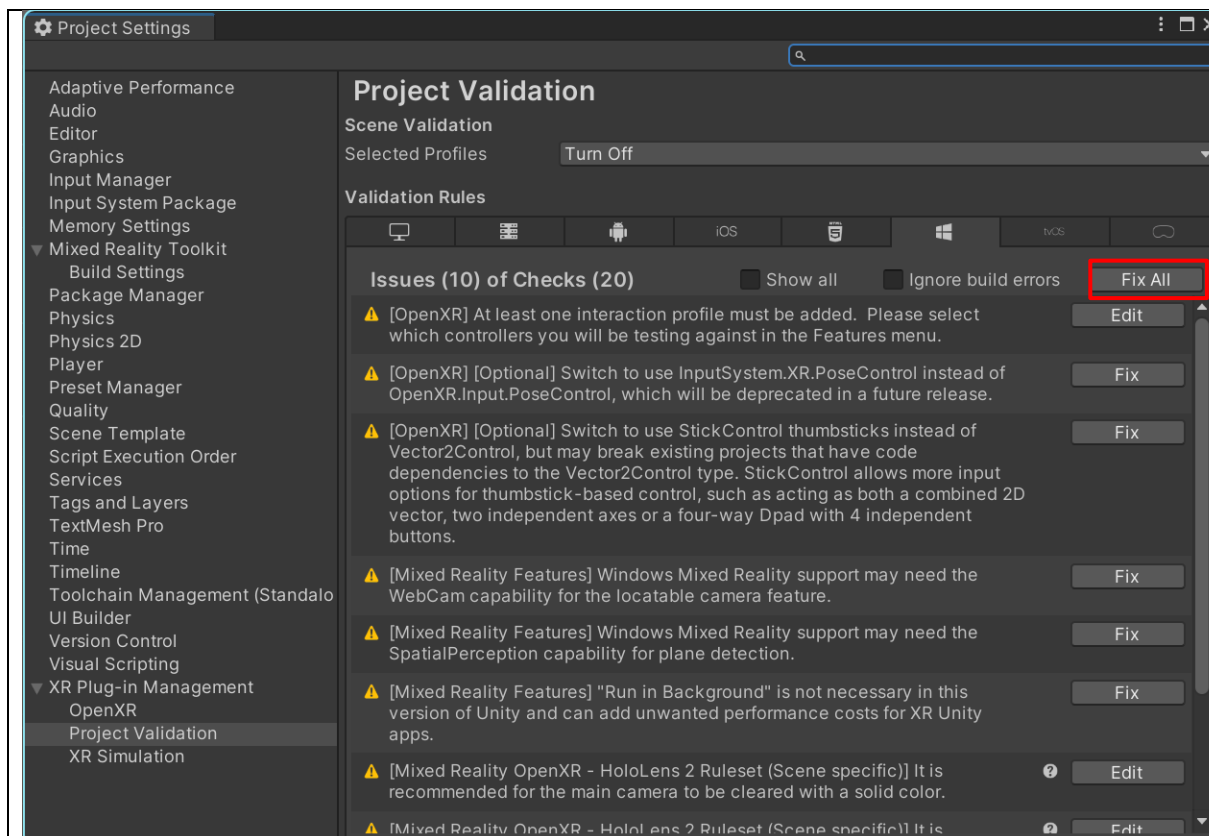 Project Settings
Adaptive Performance
Audio
Editor
Graphics
Input Manager
Input System Package
Memory Settings
Mixed Reality Toolkit
Build Settings
Package Manager
Physics
Physics 2D
Player
Preset Manager
Quality
Scene Template
Script Execution Order
Services
Tags and Layers
TextMesh Pro
Time
Timeline
Toolchain Management (Standalo
UI Builder
Version Control
Visual Scripting
XR Plug-in Management
OpenXR
Project Validation
XR Simulation
Project Validation
Scene Validation
Selected Profiles Turn Off
Validation Rules
iOS tvOS
Issues (10) of Checks (20) Show all Ignore build errors Fix All
[OpenXR] At least one interaction profile must be added. Please select Edit
which controllers you will be testing against in the Features menu.
[OpenXR] [Optional] Switch to use InputSystem.XR.PoseControl instead of Fix
OpenXR.Input.PoseControl, which will be deprecated in a future release.
[OpenXR] [Optional] Switch to use StickControl thumbsticks instead of Fix
Vector2Control, but may break existing projects that have code
dependencies to the Vector2Control type. StickControl allows more input
options for thumbstick-based control, such as acting as both a combined 2D
vector, two independent axes or a four-way Dpad with 4 independent
buttons.
[Mixed Reality Features] Windows Mixed Reality support may need the Fix
WebCam capability for the locatable camera feature.
[Mixed Reality Features] Windows Mixed Reality support may need the Fix
SpatialPerception capability for plane detection.
[Mixed Reality Features] "Run in Background" is not necessary in this Fix
version of Unity and can add unwanted performance costs for XR Unity
apps.
[Mixed Reality OpenXR - HoloLens 2 Ruleset (Scene specific)] It is Edit
recommended for the main camera to be cleared with a solid color.
[Mixed Reality OpenXR - HoloLens 2 Ruleset (Scene specific)] It is Edit